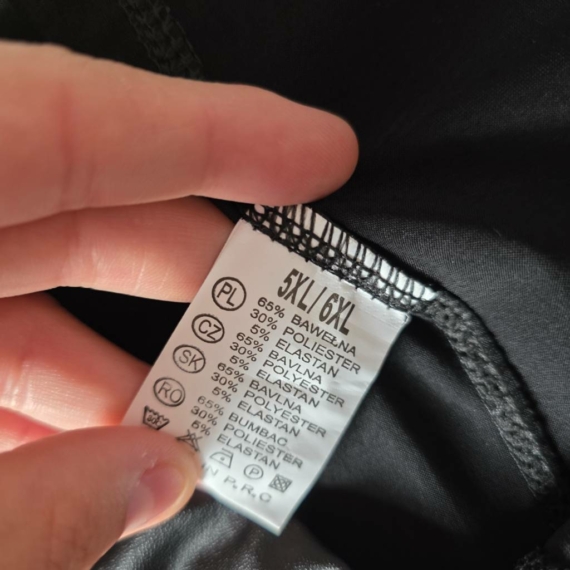 5XL/6XL
PL 65% BAWEŁNA
30% POLIESTER
5% ELASTAN
CZ 65% BAVLNA
30% POLYESTER
5% ELASTAN
SK 65% BAVLNA
30% POLYESTER
5% ELASTAN
RO 65% BUMBAC
30% POLIESTER
5% ELASTAN
P
IN P.R.C